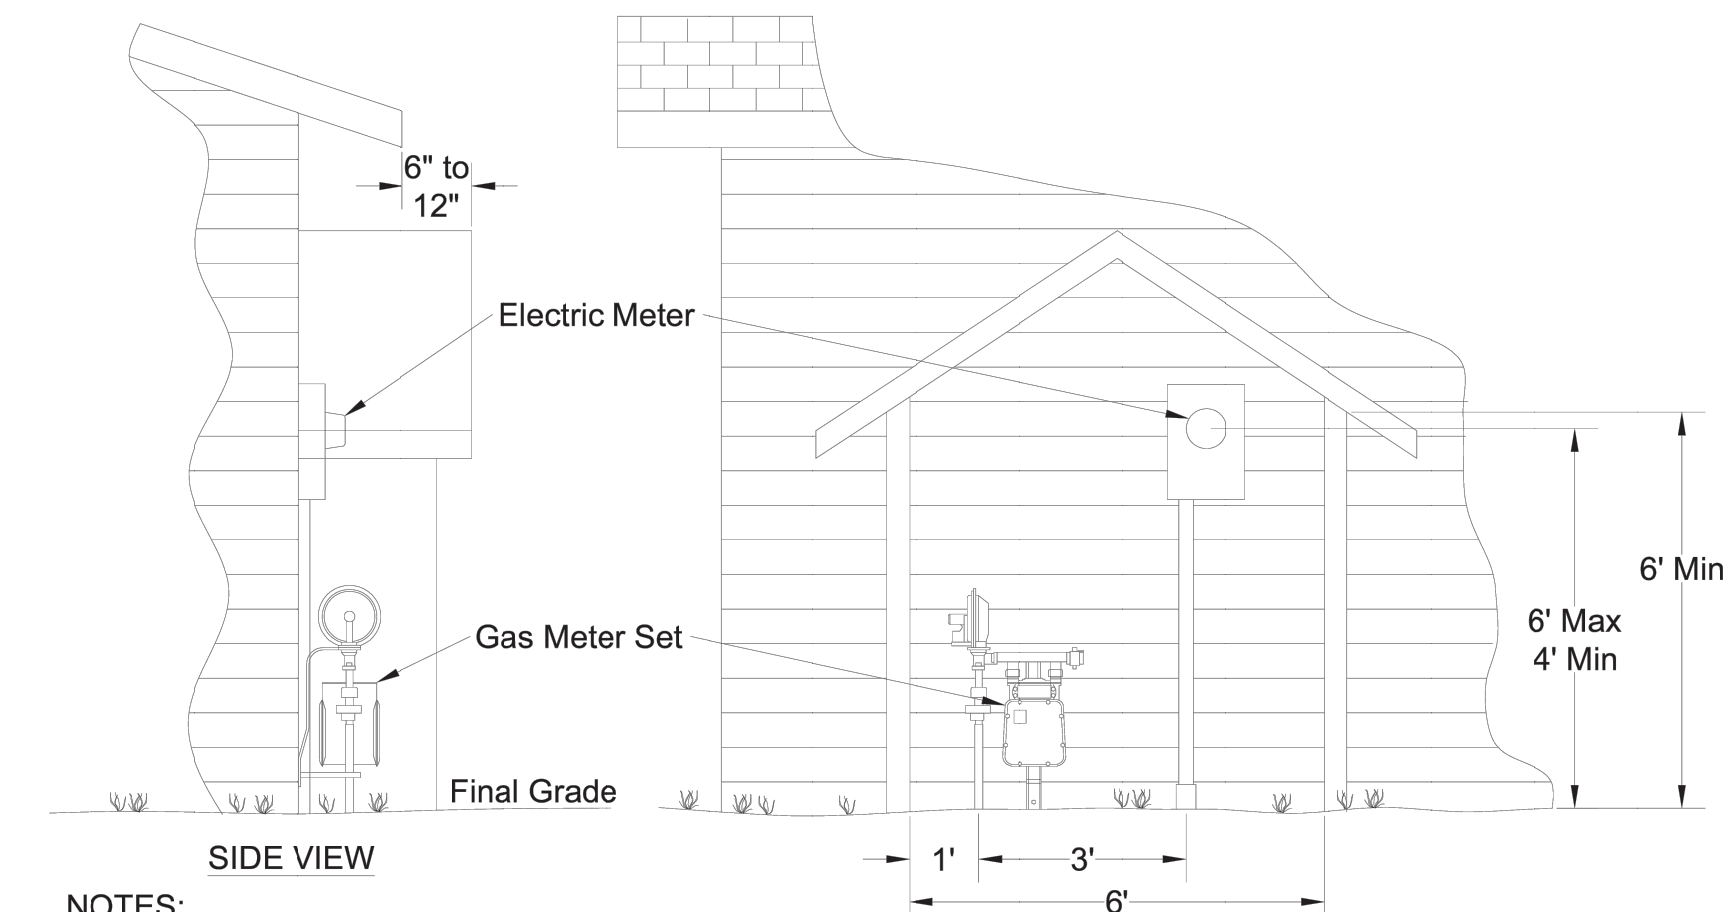 6" to
12"
Electric Meter
6' Min
6' Max
4' Min
Gas Meter Set
Final Grade
SIDE VIEW
1'
3'
6'
NOTES: